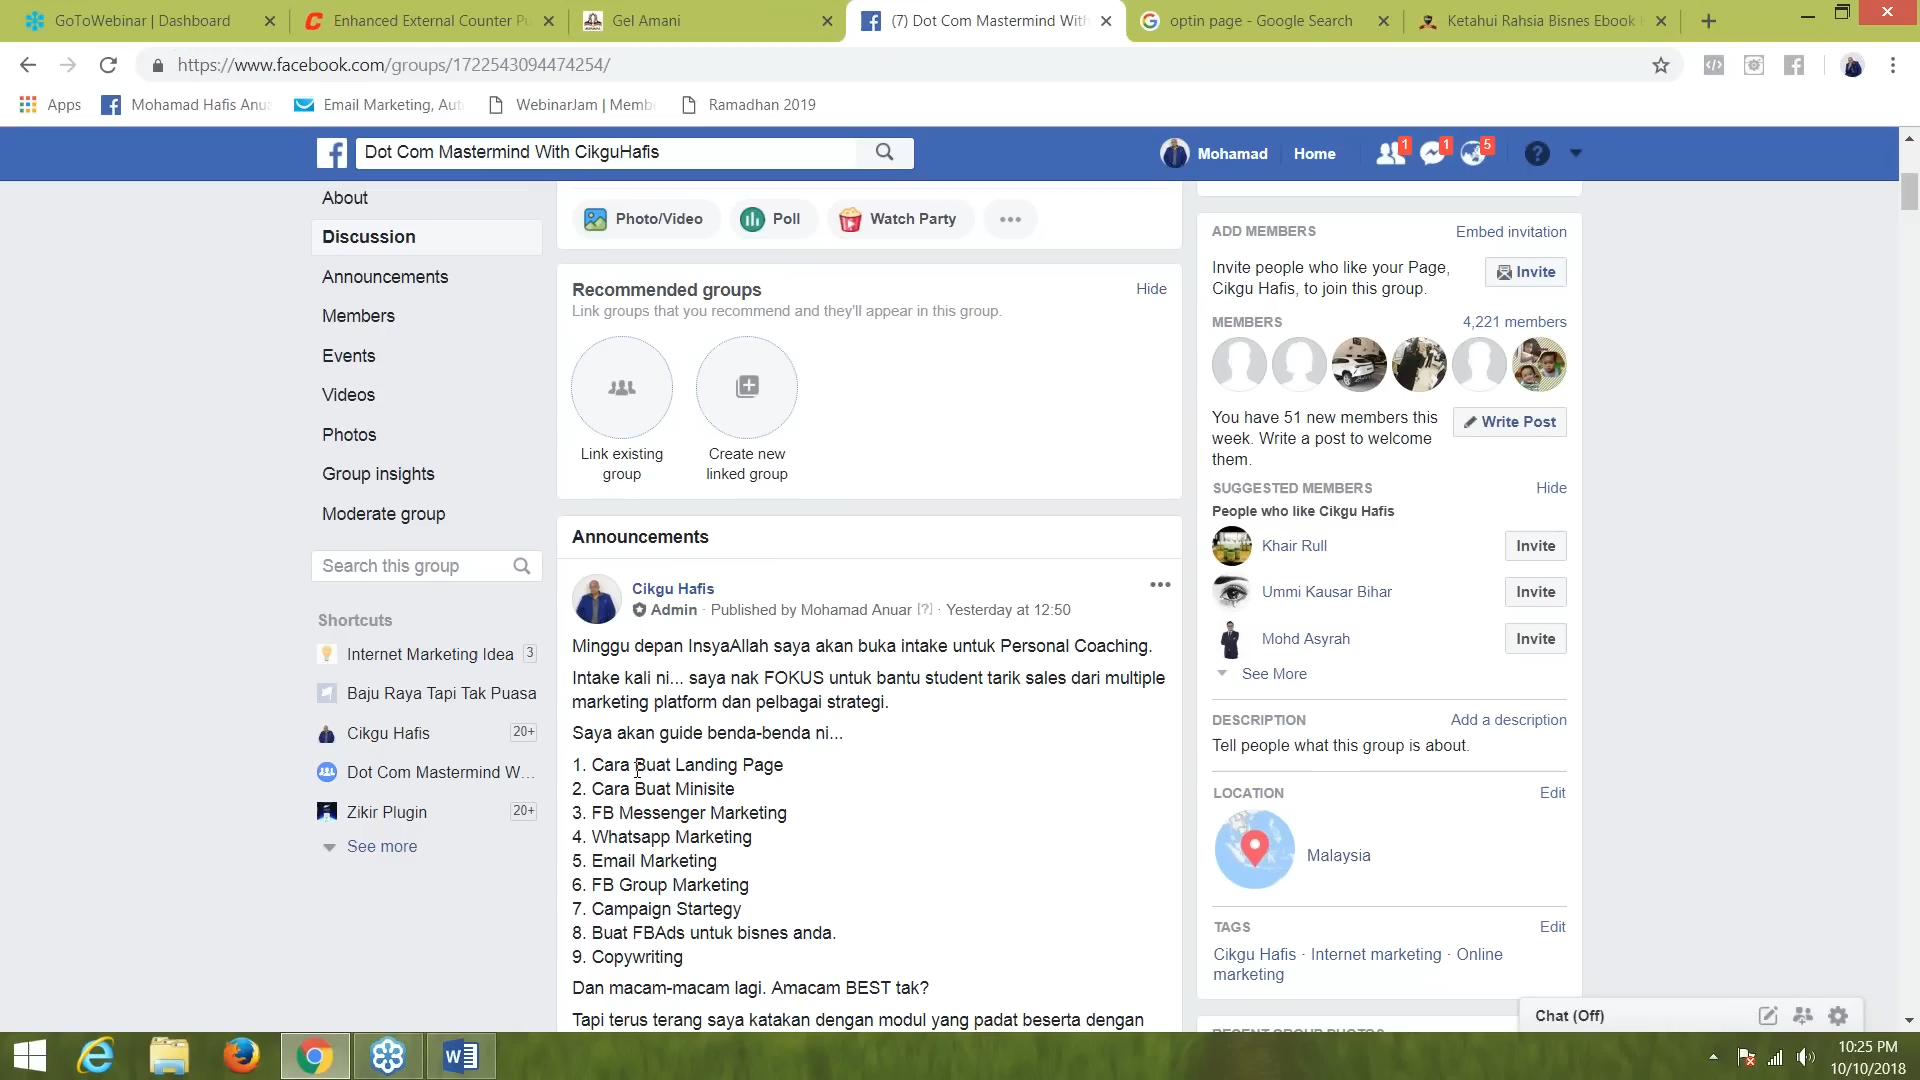 GoToWebinar | Dashboard
Enhanced External Counter Pu
Gel Amani
(7) Dot Com Mastermind With
optin page - Google Search
Ketahui Rahsia Bisnes Ebook
https://www.facebook.com/groups/1722543094474254/
Apps
Mohamad Hafis Anua
Email Marketing, Aut
WebinarJam | Memb
Ramadhan 2019
Dot Com Mastermind With CikguHafis
Mohamad
Home
1
1
5
About
Discussion
Announcements
Members
Events
Videos
Photos
Group insights
Moderate group
Search this group
Shortcuts
Internet Marketing Idea 3
Baju Raya Tapi Tak Puasa
Cikgu Hafis 20+
Dot Com Mastermind W...
Zikir Plugin 20+
See more
Photo/Video
Poll
Watch Party
Recommended groups
Hide
Link groups that you recommend and they'll appear in this group.
Link existing
group
Create new
linked group
Announcements
Cikgu Hafis
Admin · Published by Mohamad Anuar [?] · Yesterday at 12:50
Minggu depan InsyaAllah saya akan buka intake untuk Personal Coaching.
Intake kali ni... saya nak FOKUS untuk bantu student tarik sales dari multiple
marketing platform dan pelbagai strategi.
Saya akan guide benda-benda ni...
1. Cara Buat Landing Page
2. Cara Buat Minisite
3. FB Messenger Marketing
4. Whatsapp Marketing
5. Email Marketing
6. FB Group Marketing
7. Campaign Startegy
8. Buat FBAds untuk bisnes anda.
9. Copywriting
Dan macam-macam lagi. Amacam BEST tak?
Tapi terus terang saya katakan dengan modul yang padat beserta dengan
ADD MEMBERS
Embed invitation
Invite people who like your Page,
Cikgu Hafis, to join this group.
Invite
MEMBERS
4,221 members
You have 51 new members this
week. Write a post to welcome
them.
Write Post
SUGGESTED MEMBERS
Hide
People who like Cikgu Hafis
Khair Rull
Invite
Ummi Kausar Bihar
Invite
Mohd Asyrah
Invite
See More
DESCRIPTION
Add a description
Tell people what this group is about.
LOCATION
Edit
Malaysia
TAGS
Edit
Cikgu Hafis · Internet marketing · Online
marketing
RECENT GROUP PHOTOS
Chat (Off)
10:25 PM
10/10/2018